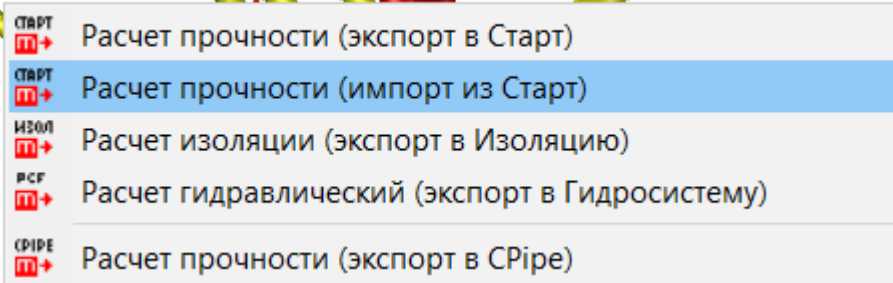 СТАРТ
Расчет прочности (экспорт в Старт)
СТАРТ
Расчет прочности (импорт из Старт)
ИЗОЛ
Расчет изоляции (экспорт в Изоляцию)
PCF
Расчет гидравлический (экспорт в Гидросистему)
CPIPE
Расчет прочности (экспорт в CPipe)